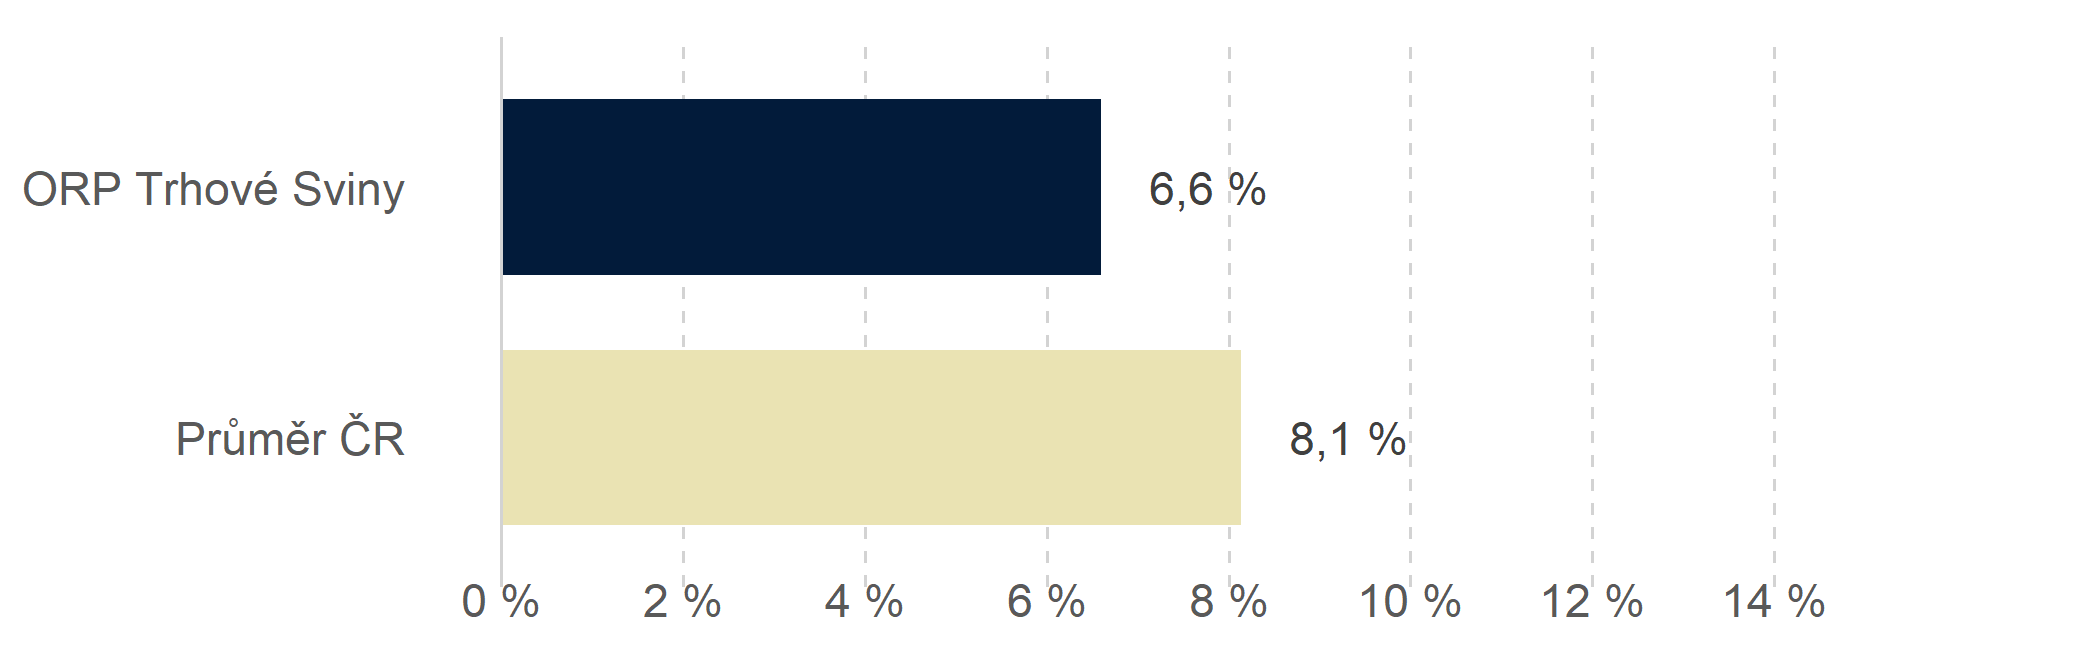 ORP Trhové Sviny
6,6 %
Průměr ČR
8,1 %
0 % 2 % 4 % 6 % 8 % 10 % 12 % 14 %